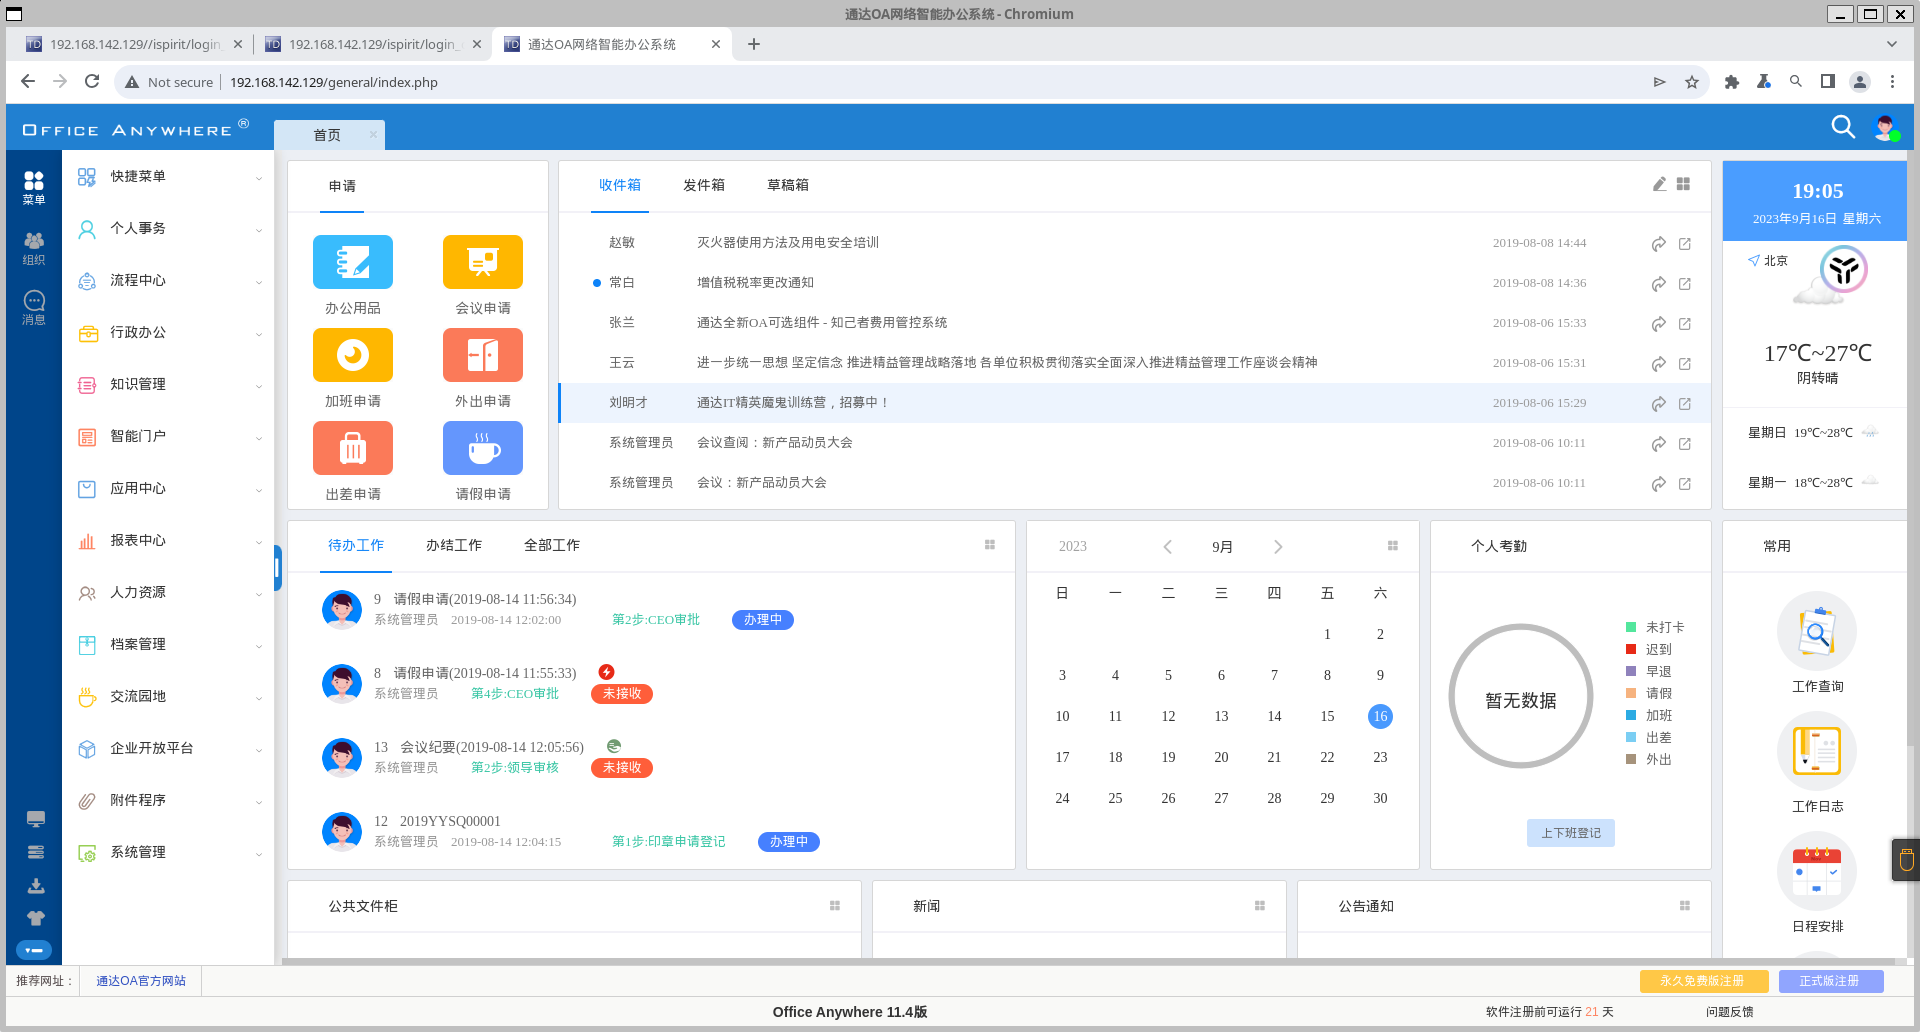 通达OA网络智能办公系统 - Chromium
192.168.142.129//ispirit/login
192.168.142.129/ispirit/login_
通达OA网络智能办公系统
Not secure
192.168.142.129/general/index.php
OFFICE ANYWHERE ®
首页
菜单
组织
消息
快捷菜单
个人事务
流程中心
行政办公
知识管理
智能门户
应用中心
报表中心
人力资源
档案管理
交流园地
企业开放平台
附件程序
系统管理
申请
办公用品
会议申请
加班申请
外出申请
出差申请
请假申请
收件箱 发件箱 草稿箱
赵敏 灭火器使用方法及用电安全培训 2019-08-08 14:44
常白 增值税税率更改通知 2019-08-08 14:36
张兰 通达全新OA可选组件 - 知己者费用管控系统 2019-08-06 15:33
王云 进一步统一思想 坚定信念 推进精益管理战略落地 各单位积极贯彻落实全面深入推进精益管理工作座谈会精神 2019-08-06 15:31
刘明才 通达IT精英魔鬼训练营，招募中！ 2019-08-06 15:29
系统管理员 会议查阅：新产品动员大会 2019-08-06 10:11
系统管理员 会议：新产品动员大会 2019-08-06 10:11
19:05
2023年9月16日 星期六
北京
17℃~27℃
阴转晴
星期日 19℃~28℃
星期一 18℃~28℃
待办工作 办结工作 全部工作
9 请假申请(2019-08-14 11:56:34)
系统管理员 2019-08-14 12:02:00 第2步:CEO审批 办理中
8 请假申请(2019-08-14 11:55:33)
系统管理员 第4步:CEO审批 未接收
13 会议纪要(2019-08-14 12:05:56)
系统管理员 第2步:领导审核 未接收
12 2019YYSQ00001
系统管理员 2019-08-14 12:04:15 第1步:印章申请登记 办理中
2023 9月
日 一 二 三 四 五 六
1 2
3 4 5 6 7 8 9
10 11 12 13 14 15 16
17 18 19 20 21 22 23
24 25 26 27 28 29 30
个人考勤
暂无数据
未打卡
迟到
早退
请假
加班
出差
外出
上下班登记
常用
工作查询
工作日志
日程安排
公共文件柜
新闻
公告通知
推荐网址： 通达OA官方网站
永久免费版注册 正式版注册
Office Anywhere 11.4版
软件注册前可运行 21 天
问题反馈